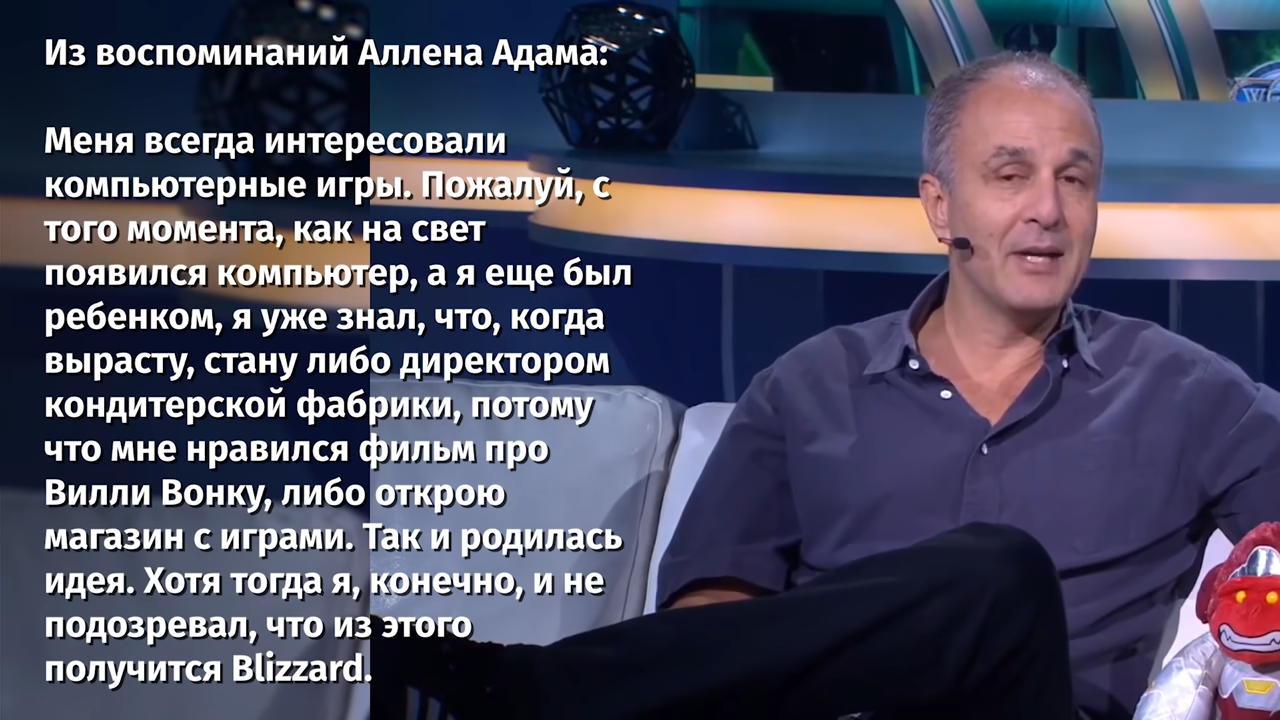 Из воспоминаний Аллена Адама:
Меня всегда интересовали
компьютерные игры. Пожалуй, с
того момента, как на свет
появился компьютер, а я еще был
ребенком, я уже знал, что, когда
вырасту, стану либо директором
кондитерской фабрики, потому
что мне нравился фильм про
Вилли Вонку, либо открою
магазин с играми. Так и родилась
идея. Хотя тогда я, конечно, и не
подозревал, что из этого
получится Blizzard.